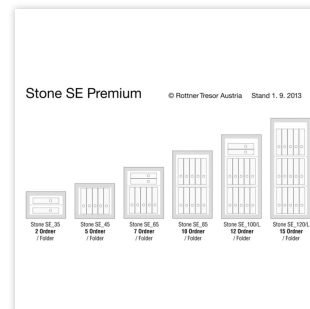 Stone SE Premium © Rottner Tresor Austria Stand 1. 9. 2013
Stone SE_35
2 Ordner
/ Folder
Stone SE_45
5 Ordner
/ Folder
Stone SE_65
7 Ordner
/ Folder
Stone SE_85
10 Ordner
/ Folder
Stone SE_100/L
12 Ordner
/ Folder
Stone SE_120/L
15 Ordner
/ Folder